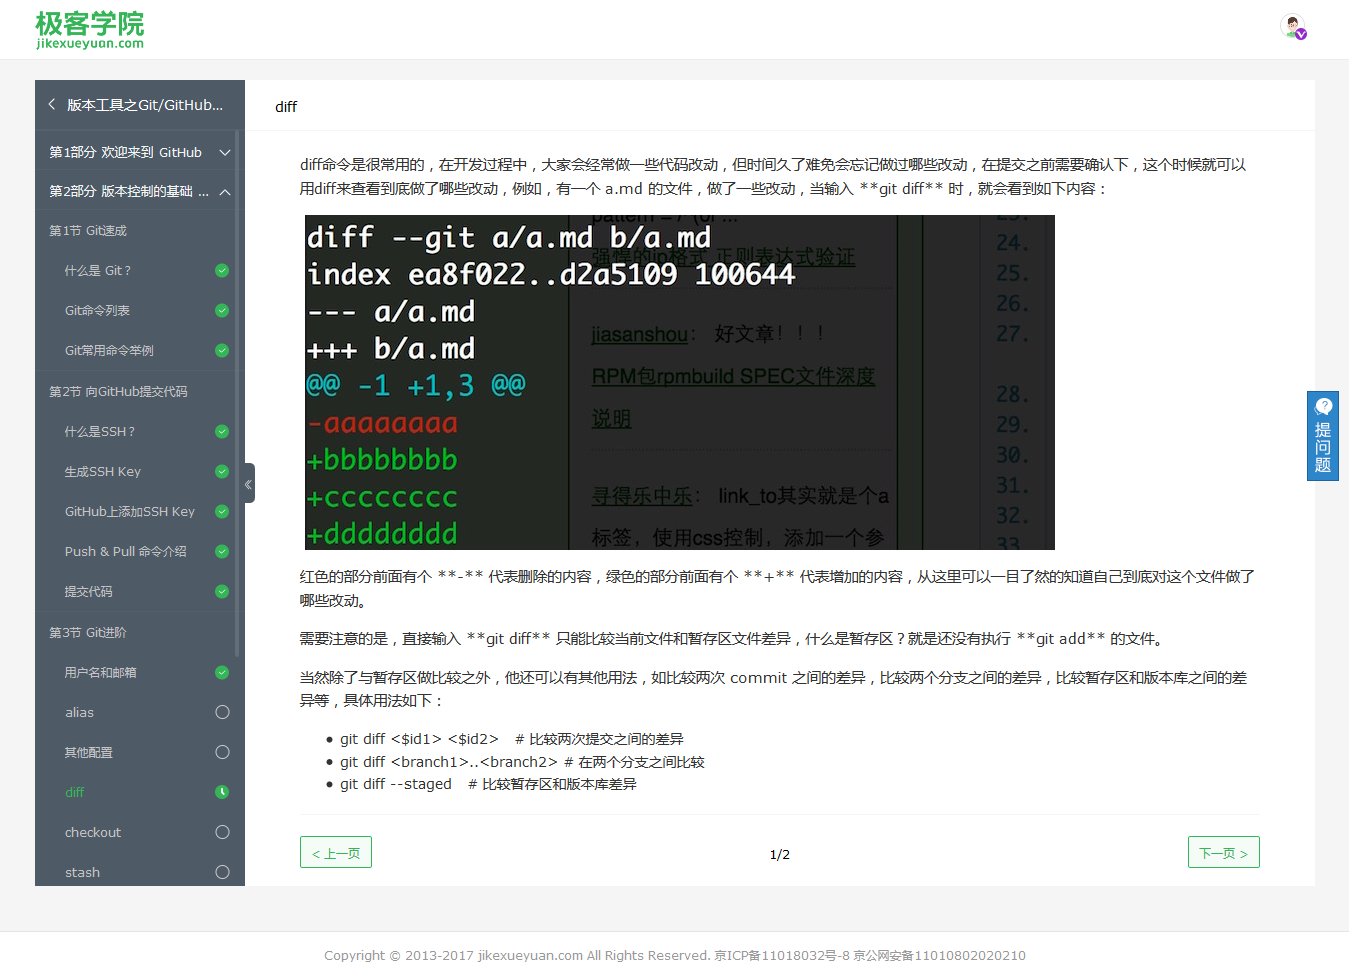 极客学院
jikexueyuan.com
版本工具之Git/GitHub...
第1部分 欢迎来到 GitHub
第2部分 版本控制的基础 ...
第1节 Git速成
什么是 Git？
Git命令列表
Git常用命令举例
第2节 向GitHub提交代码
什么是SSH？
生成SSH Key
GitHub上添加SSH Key
Push & Pull 命令介绍
提交代码
第3节 Git进阶
用户名和邮箱
alias
其他配置
diff
checkout
stash
diff
diff命令是很常用的，在开发过程中，大家会经常做一些代码改动，但时间久了难免会忘记做过哪些改动，在提交之前需要确认下，这个时候就可以
用diff来查看到底做了哪些改动，例如，有一个 a.md 的文件，做了一些改动，当输入 **git diff** 时，就会看到如下内容：
diff --git a/a.md b/a.md
index ea8f022..d2a5109 100644
--- a/a.md
+++ b/a.md
@@ -1 +1,3 @@
-aaaaaaaa
+bbbbbbbb
+cccccccc
+dddddddd
强悍的ip格式 正则表达式验证
jiasanshou： 好文章！！！
RPM包rpmbuild SPEC文件深度
说明
寻得乐中乐： link_to其实就是个a
标签，使用css控制，添加一个参
24.
25.
26.
27.
28.
29.
30.
31.
32.
33.
红色的部分前面有个 **-** 代表删除的内容，绿色的部分前面有个 **+** 代表增加的内容，从这里可以一目了然的知道自己到底对这个文件做了
哪些改动。
需要注意的是，直接输入 **git diff** 只能比较当前文件和暂存区文件差异，什么是暂存区？就是还没有执行 **git add** 的文件。
当然除了与暂存区做比较之外，他还可以有其他用法，如比较两次 commit 之间的差异，比较两个分支之间的差异，比较暂存区和版本库之间的差
异等，具体用法如下：
git diff <$id1> <$id2> # 比较两次提交之间的差异
git diff <branch1>..<branch2> # 在两个分支之间比较
git diff --staged # 比较暂存区和版本库差异
< 上一页
1/2
下一页 >
提
问
题
Copyright © 2013-2017 jikexueyuan.com All Rights Reserved. 京ICP备11018032号-8 京公网安备11010802020210